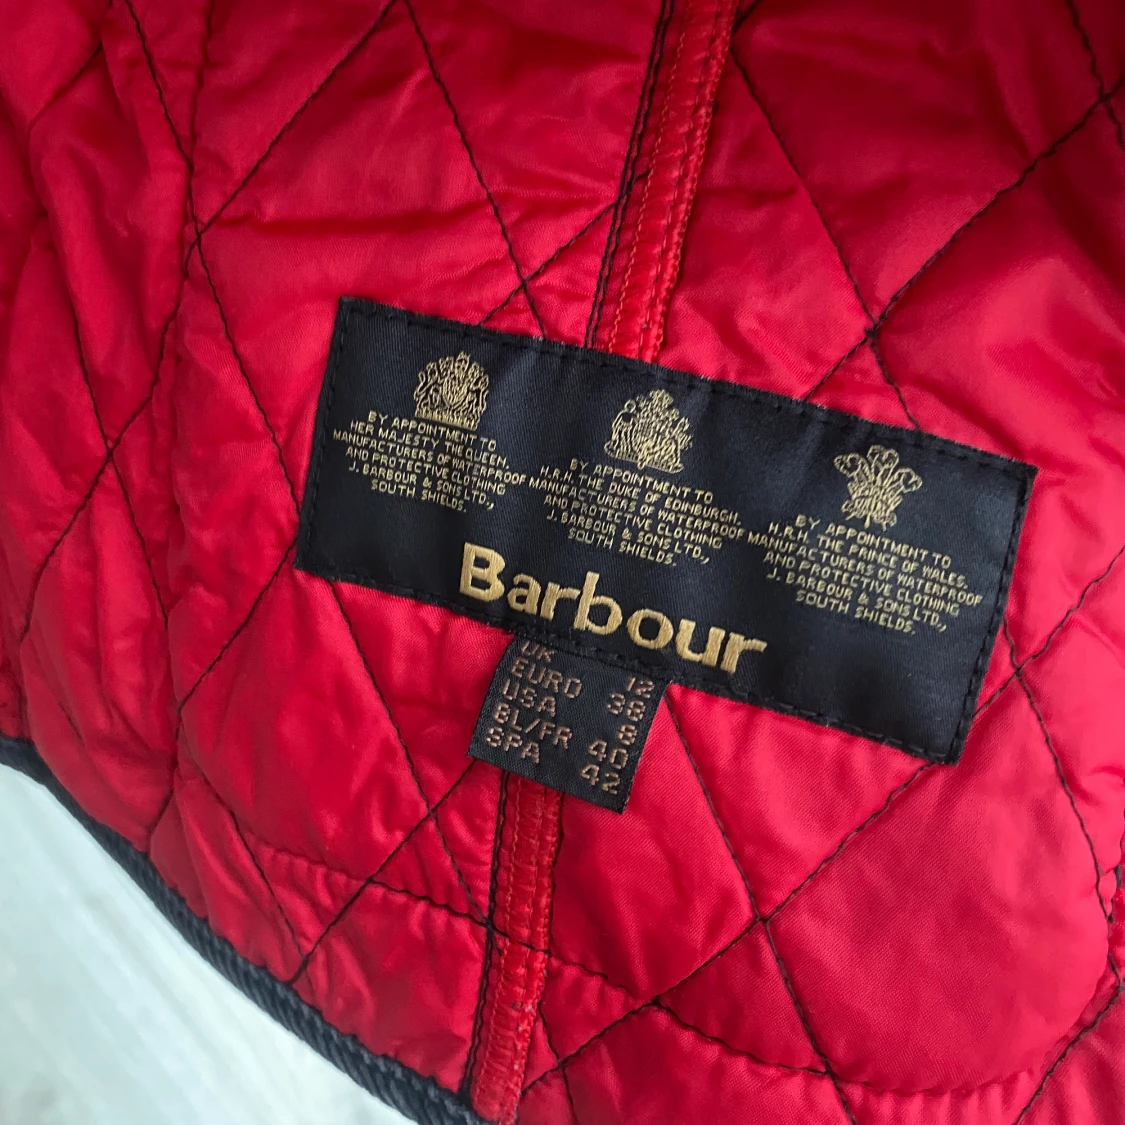 BY APPOINTMENT TO
HER MAJESTY THE QUEEN.
MANUFACTURERS OF WATERPROOF
AND PROTECTIVE CLOTHING
J. BARBOUR & SONS LTD.,
SOUTH SHIELDS.
BY APPOINTMENT TO
H.R.H. THE DUKE OF EDINBURGH.
MANUFACTURERS OF WATERPROOF
AND PROTECTIVE CLOTHING
J. BARBOUR & SONS LTD.,
SOUTH SHIELDS.
BY APPOINTMENT TO
H.R.H. THE PRINCE OF WALES.
MANUFACTURERS OF WATERPROOF
AND PROTECTIVE CLOTHING
J. BARBOUR & SONS LTD.,
SOUTH SHIELDS.
Barbour
UK 12
EURO 38
USA 8
BL/FR 40
SPA 42